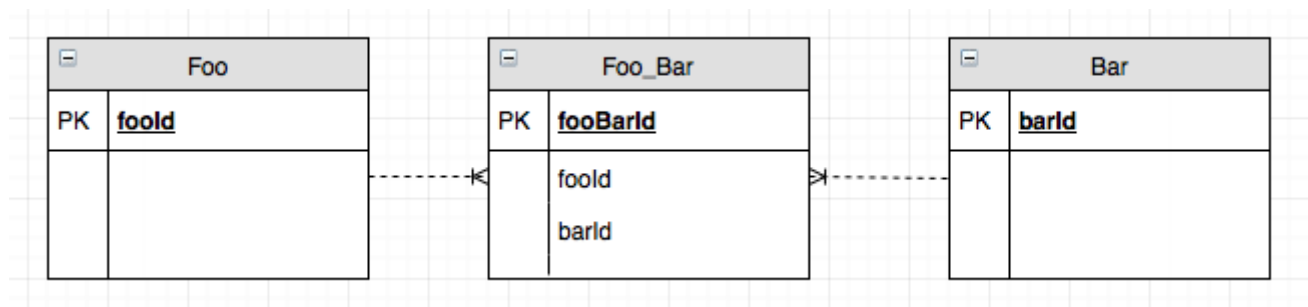 Foo
PK fooId
Foo_Bar
PK fooBarId
fooId
barId
Bar
PK barId